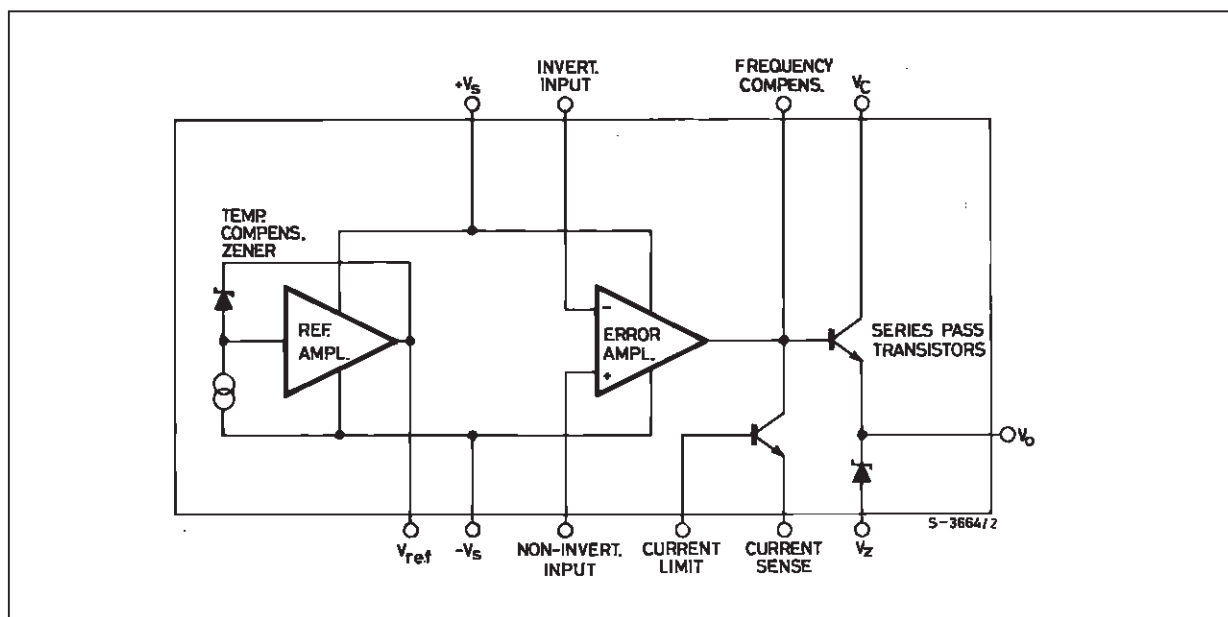 +Vs
INVERT.
INPUT
FREQUENCY
COMPENS.
VC
TEMP.
COMPENS.
ZENER
REF.
AMPL.
-
ERROR
AMPL.
+
SERIES PASS
TRANSISTORS
Vo
S-3664/2
Vref
-Vs
NON-INVERT.
INPUT
CURRENT
LIMIT
CURRENT
SENSE
VZ